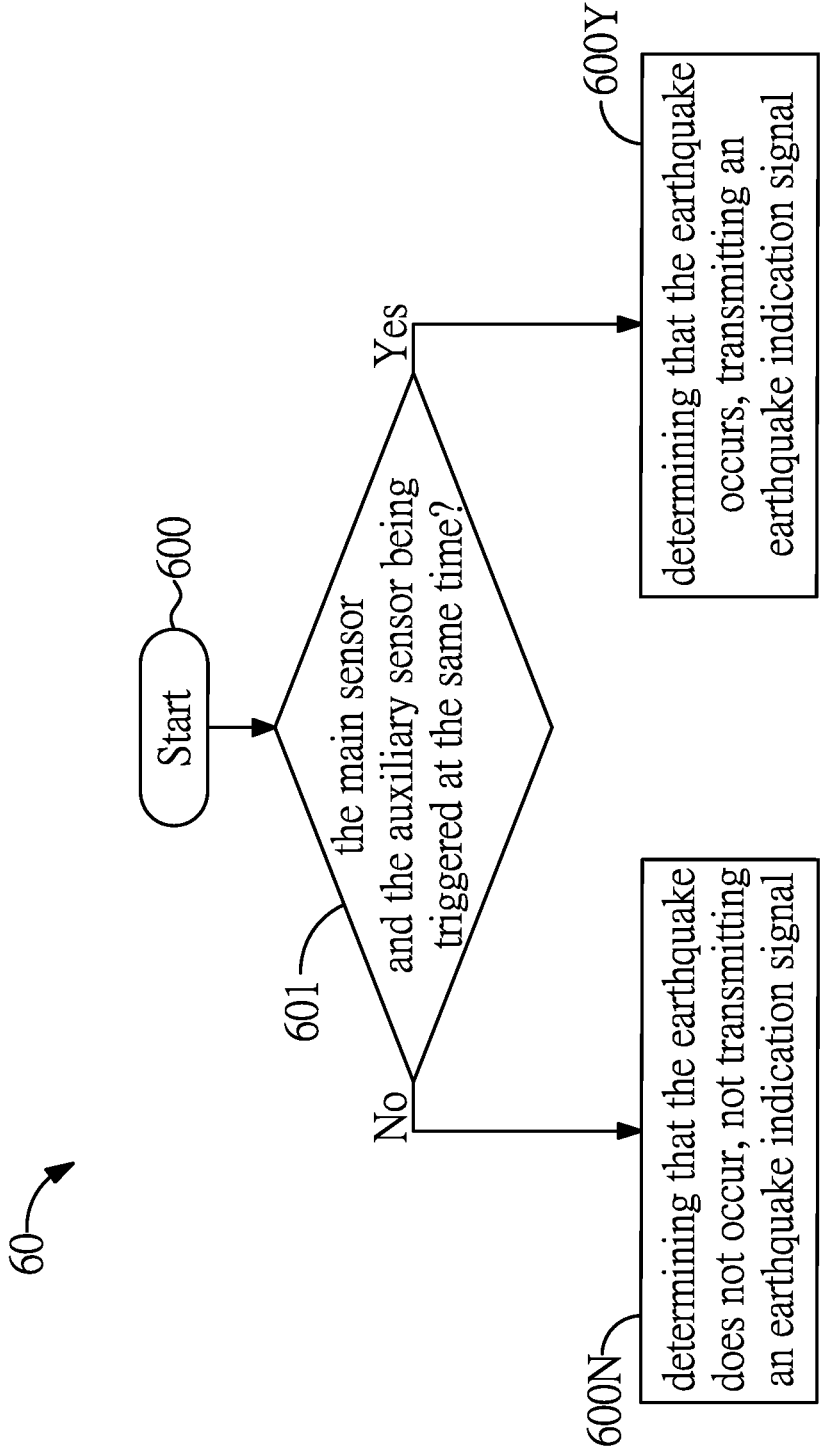 60
Start
600
601
the main sensor
and the auxiliary sensor being
triggered at the same time?
No
Yes
600N
determining that the earthquake
does not occur, not transmitting
an earthquake indication signal
600Y
determining that the earthquake
occurs, transmitting an
earthquake indication signal